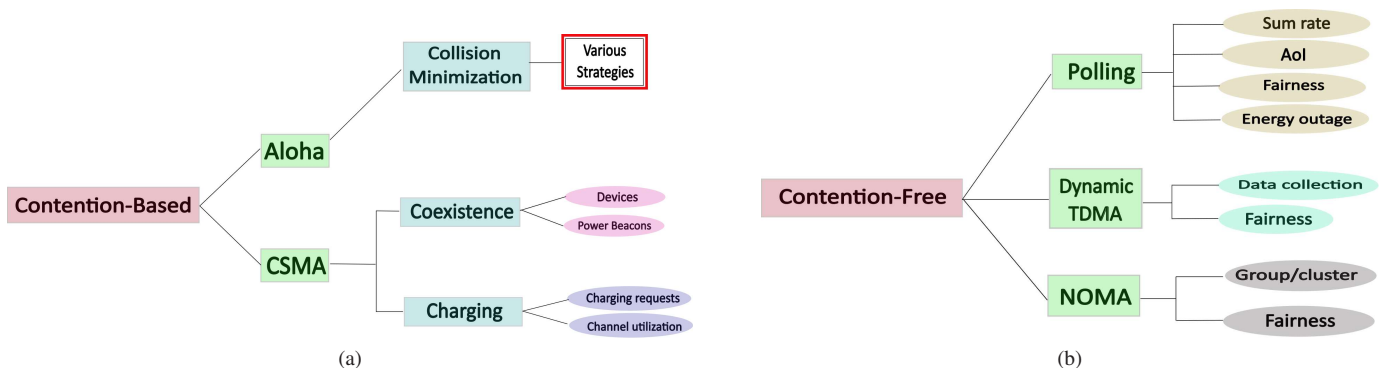 Contention-Based
Aloha
Collision
Minimization
Various
Strategies
CSMA
Coexistence
Devices
Power Beacons
Charging
Charging requests
Channel utilization
(a)
Contention-Free
Polling
Sum rate
AoI
Fairness
Energy outage
Dynamic
TDMA
Data collection
Fairness
NOMA
Group/cluster
Fairness
(b)